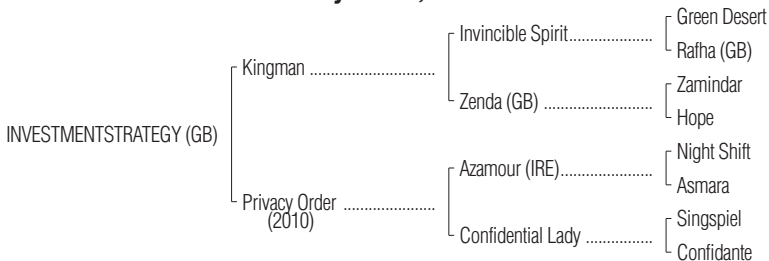 Green Desert
Invincible Spirit....................
Rafha (GB)
Kingman ..............................
Zamindar
Zenda (GB) ..........................
Hope
INVESTMENTSTRATEGY (GB)
Night Shift
Azamour (IRE)......................
Asmara
Privacy Order ......................
(2010)
Singspiel
Confidential Lady ................
Confidante